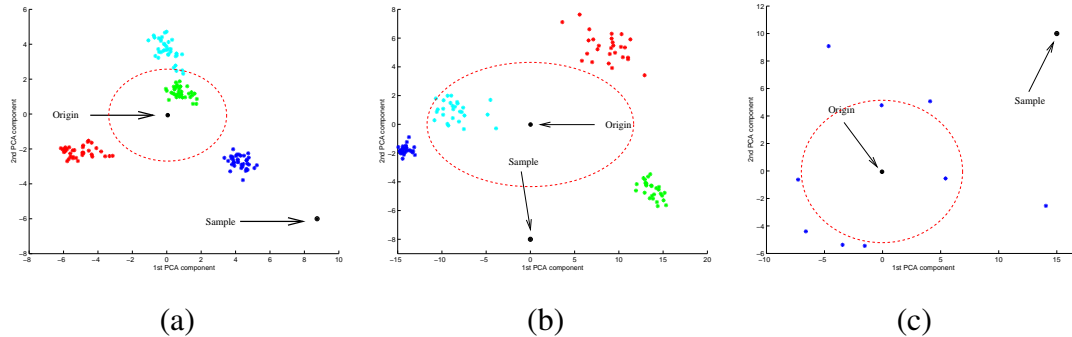 6
4
2
0
−2
−4
−6
−8
−8 −6 −4 −2 0 2 4 6 8 10
2nd PCA component
1st PCA component
Origin
Sample
(a)
8
6
4
2
0
−2
−4
−6
−8
−15 −10 −5 0 5 10 15 20
2nd PCA component
1st PCA component
Origin
Sample
(b)
12
10
8
6
4
2
0
−2
−4
−6
−10 −5 0 5 10 15
2nd PCA component
1st PCA component
Origin
Sample
(c)